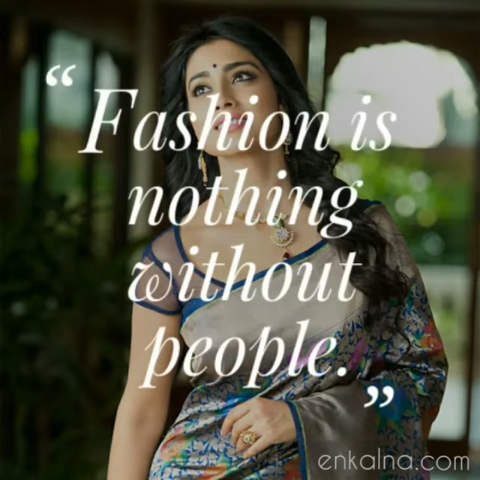 “Fashion is
nothing
without
people.”
enkalna.com